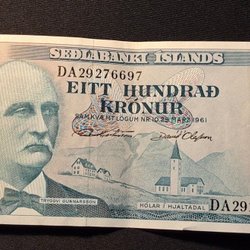 SEÐLABANKI ÍSLANDS
DA29276697
EITT HUNDRAÐ
KRÓNUR
SAMKVÆMT LÖGUM NR. 10 29. MARZ 1961
TRYGGVI GUNNARSSON
HÓLAR Í HJALTADAL
DA29